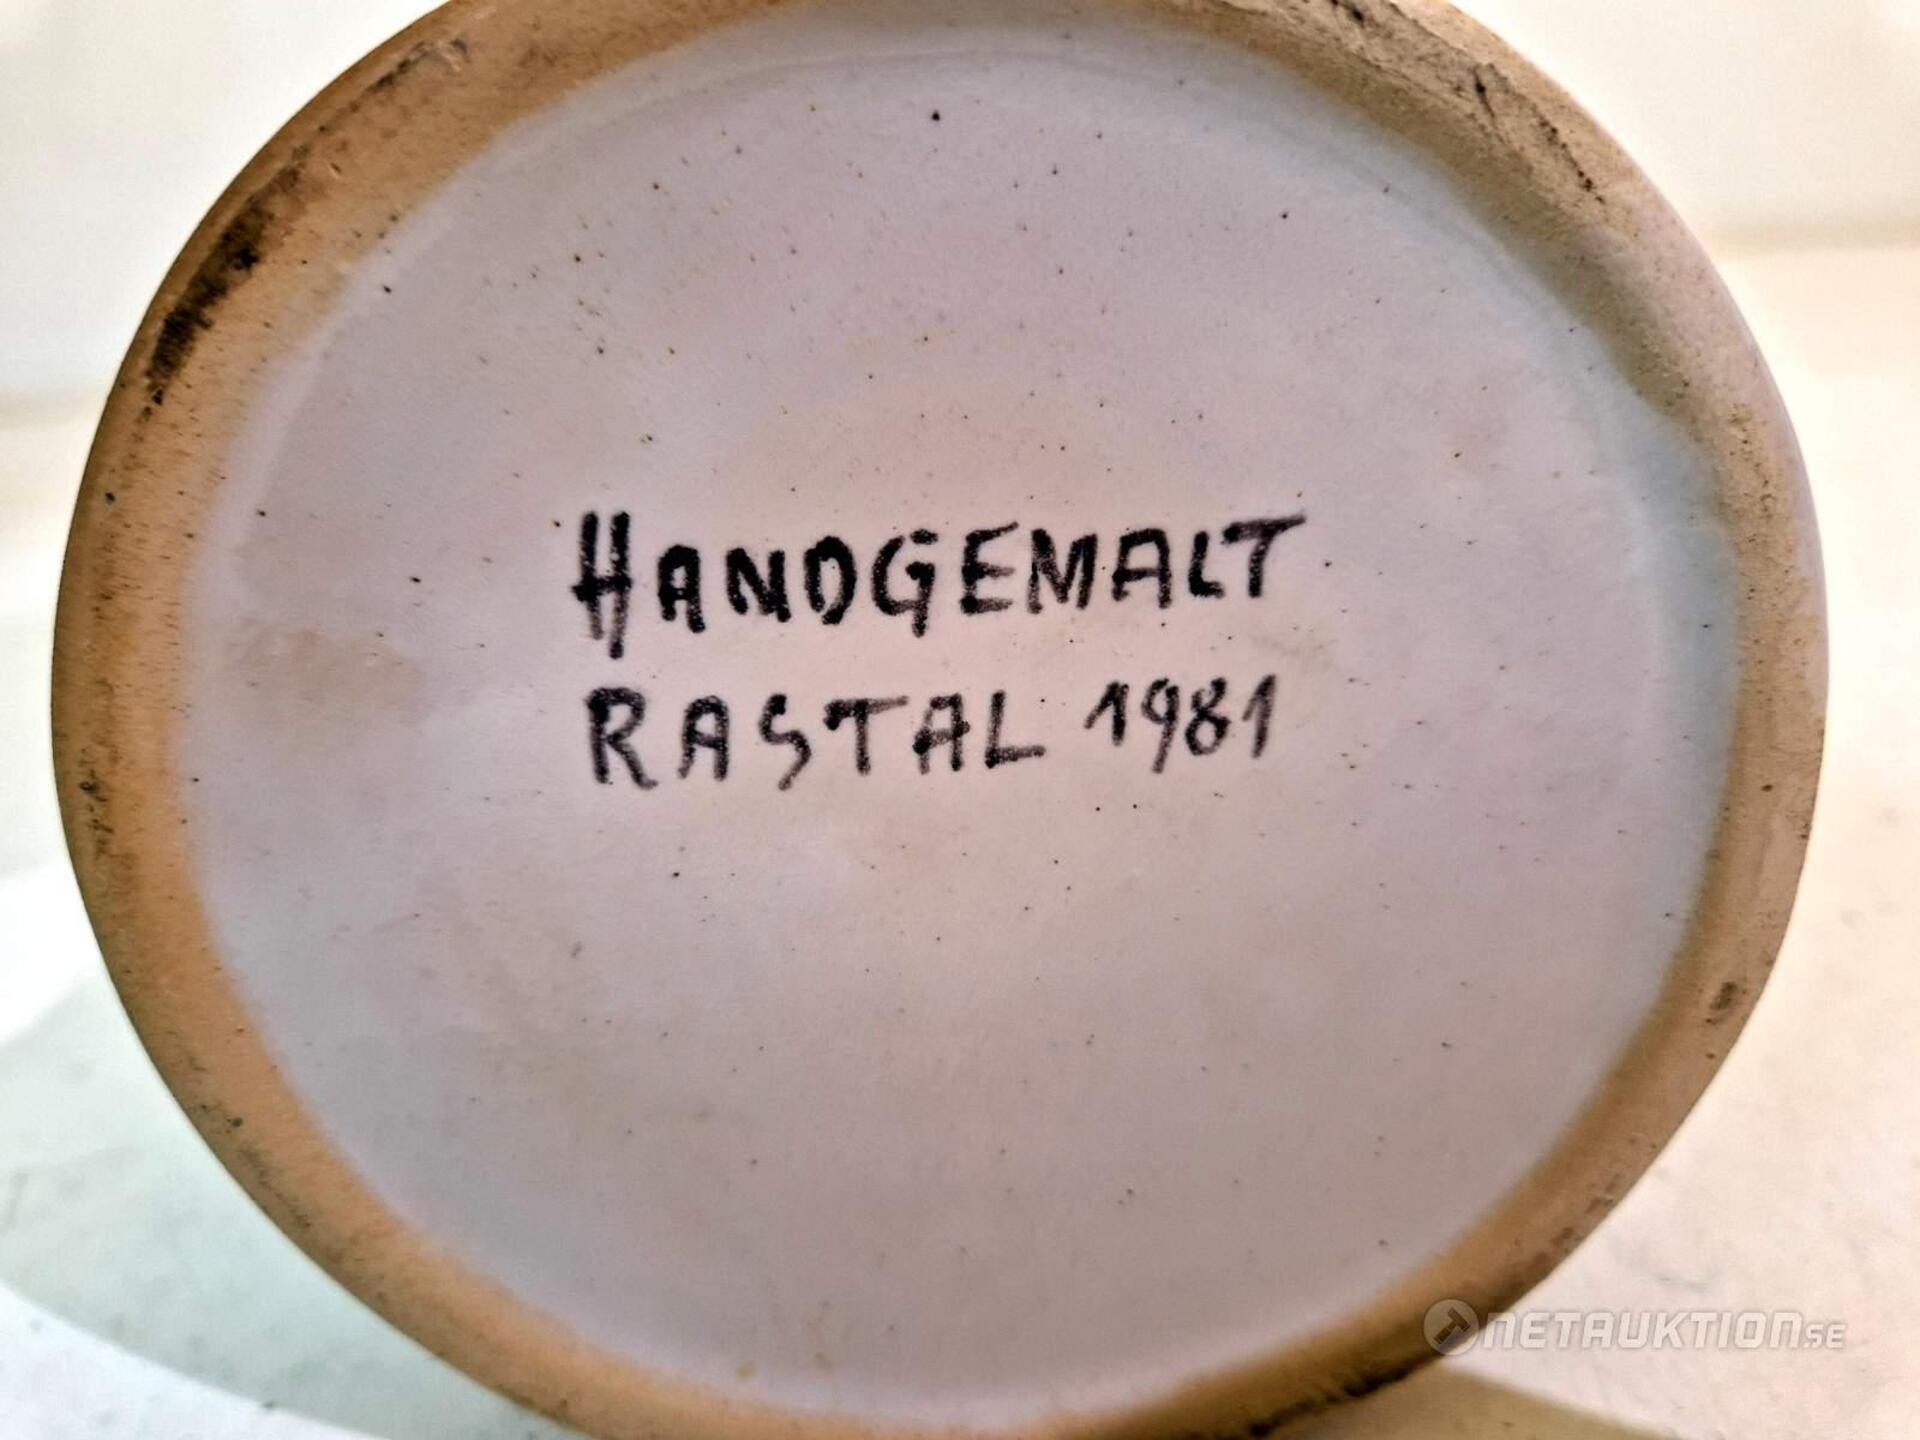 HANDGEMALT
RASTAL 1981
NETAUKTION.SE